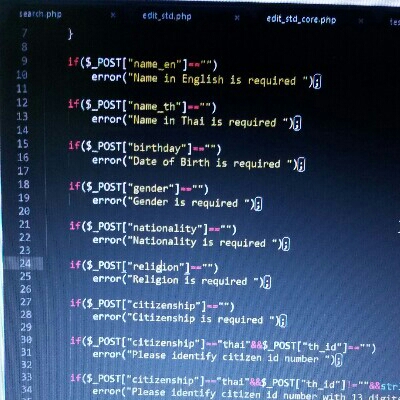 search.php edit_std.php edit_std_core.php
7 }
8
9 if($_POST["name_en"]=="")
10 error("Name in English is required ");
11
12 if($_POST["name_th"]=="")
13 error("Name in Thai is required ");
14
15 if($_POST["birthday"]=="")
16 error("Date of Birth is required ");
17
18 if($_POST["gender"]=="")
19 error("Gender is required ");
20
21 if($_POST["nationality"]=="")
22 error("Nationality is required ");
23
24 if($_POST["religion"]=="")
25 error("Religion is required ");
26
27 if($_POST["citizenship"]=="")
28 error("Citizenship is required ");
29
30 if($_POST["citizenship"]=="thai"&&$_POST["th_id"]=="")
31 error("Please identify citizen id number ");
32
33 if($_POST["citizenship"]=="thai"&&$_POST["th_id"]!=""&&
34 error("Please identify citizen id number with 13